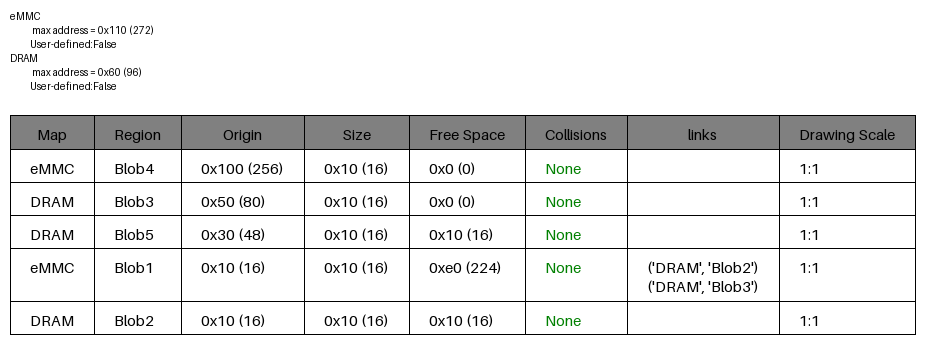 eMMC
max address = 0x110 (272)
User-defined:False
DRAM
max address = 0x60 (96)
User-defined:False
Map Region Origin Size Free Space Collisions links Drawing Scale
eMMC Blob4 0x100 (256) 0x10 (16) 0x0 (0) None 1:1
DRAM Blob3 0x50 (80) 0x10 (16) 0x0 (0) None 1:1
DRAM Blob5 0x30 (48) 0x10 (16) 0x10 (16) None 1:1
eMMC Blob1 0x10 (16) 0x10 (16) 0xe0 (224) None ('DRAM', 'Blob2') 1:1
('DRAM', 'Blob3')
DRAM Blob2 0x10 (16) 0x10 (16) 0x10 (16) None 1:1